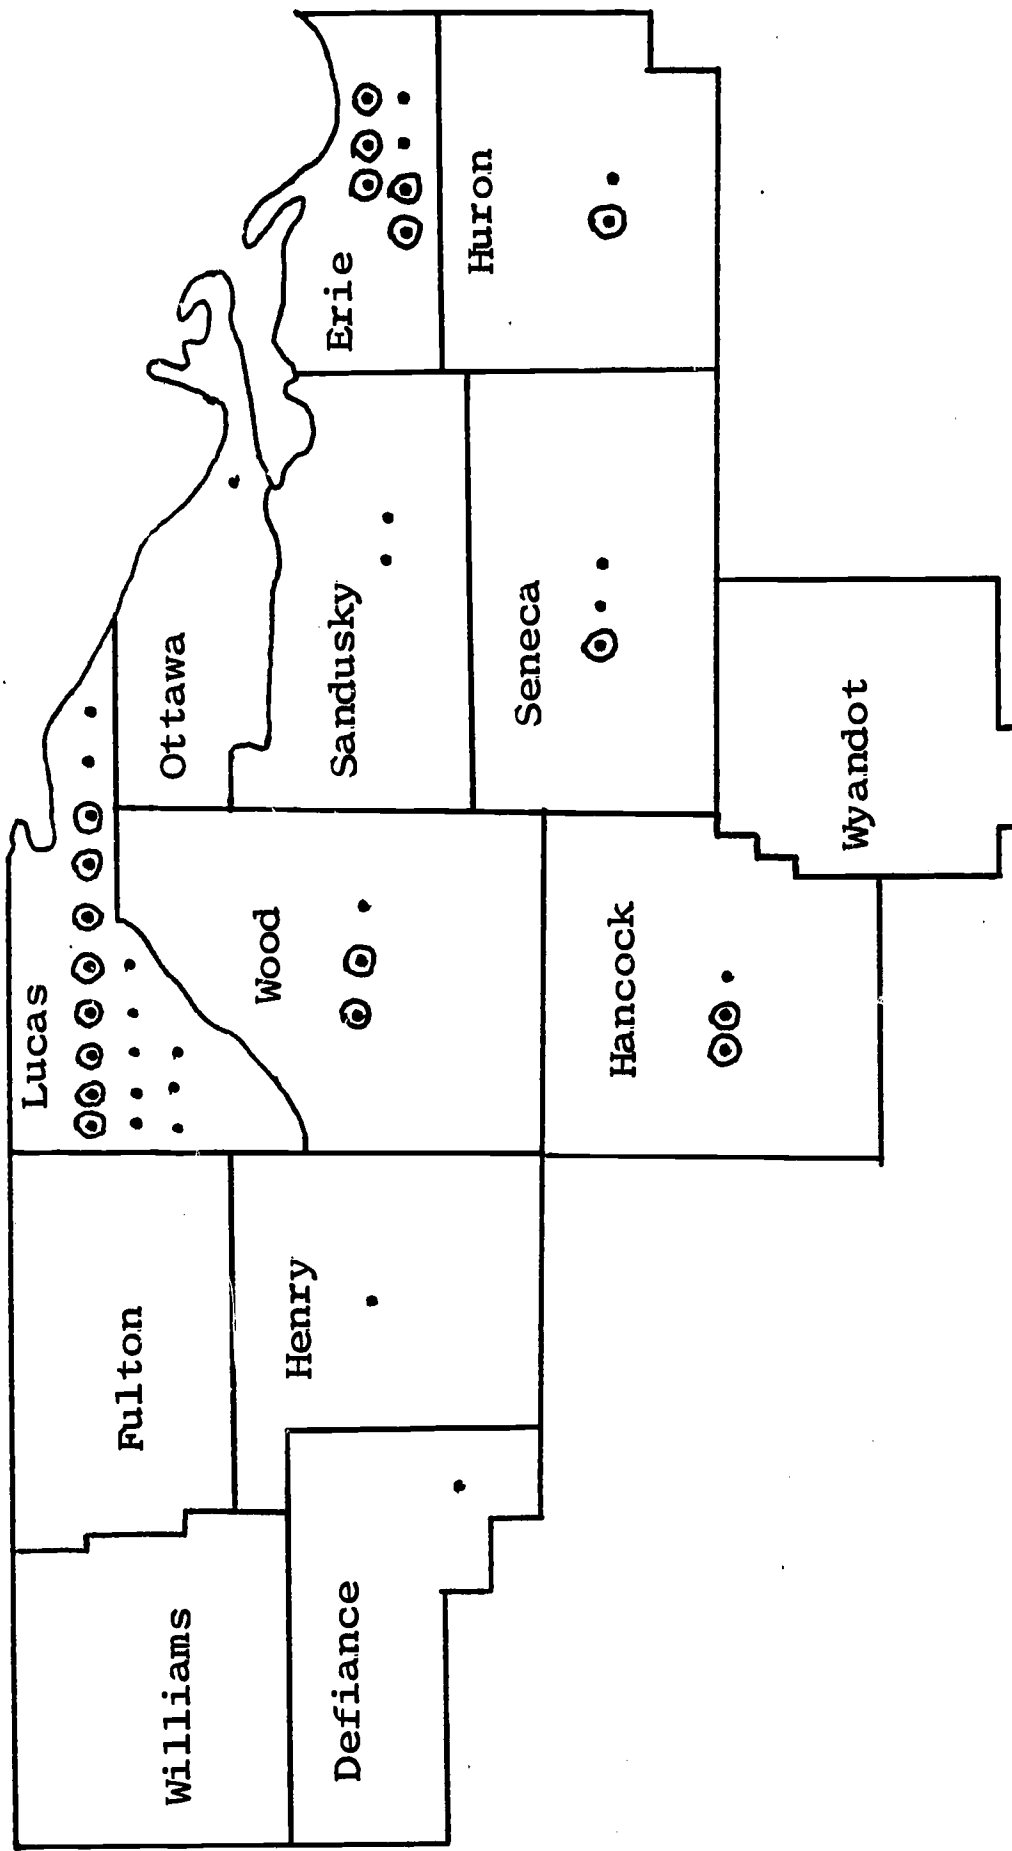 Williams
Fulton
Lucas
Defiance
Henry
Wood
Ottawa
Sandusky
Erie
Hancock
Seneca
Huron
Wyandot